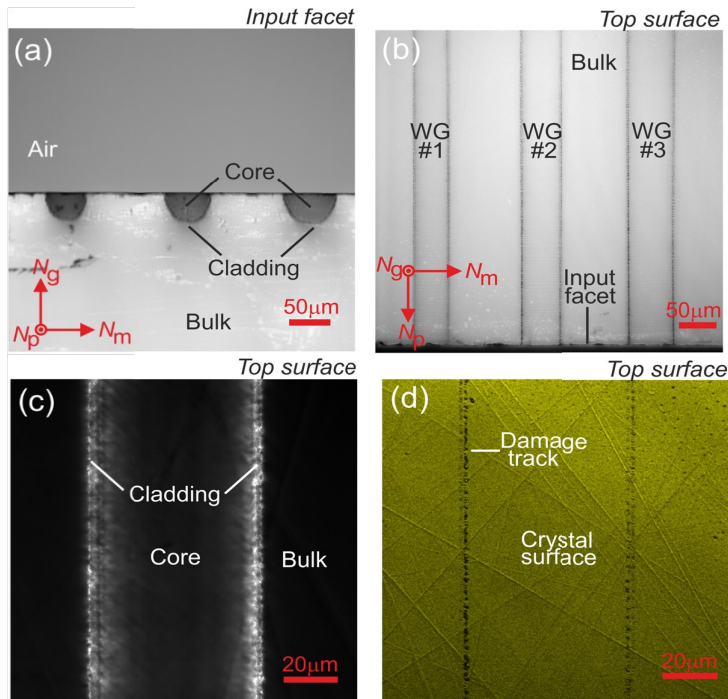 Input facet
(a)
Air
Core
Cladding
Ng
Np
Nm
Bulk
50μm
Top surface
(b)
Bulk
WG
#1
WG
#2
WG
#3
Ng
Nm
Np
Input
facet
50μm
Top surface
(c)
Cladding
Core
Bulk
20μm
Top surface
(d)
Damage
track
Crystal
surface
20μm